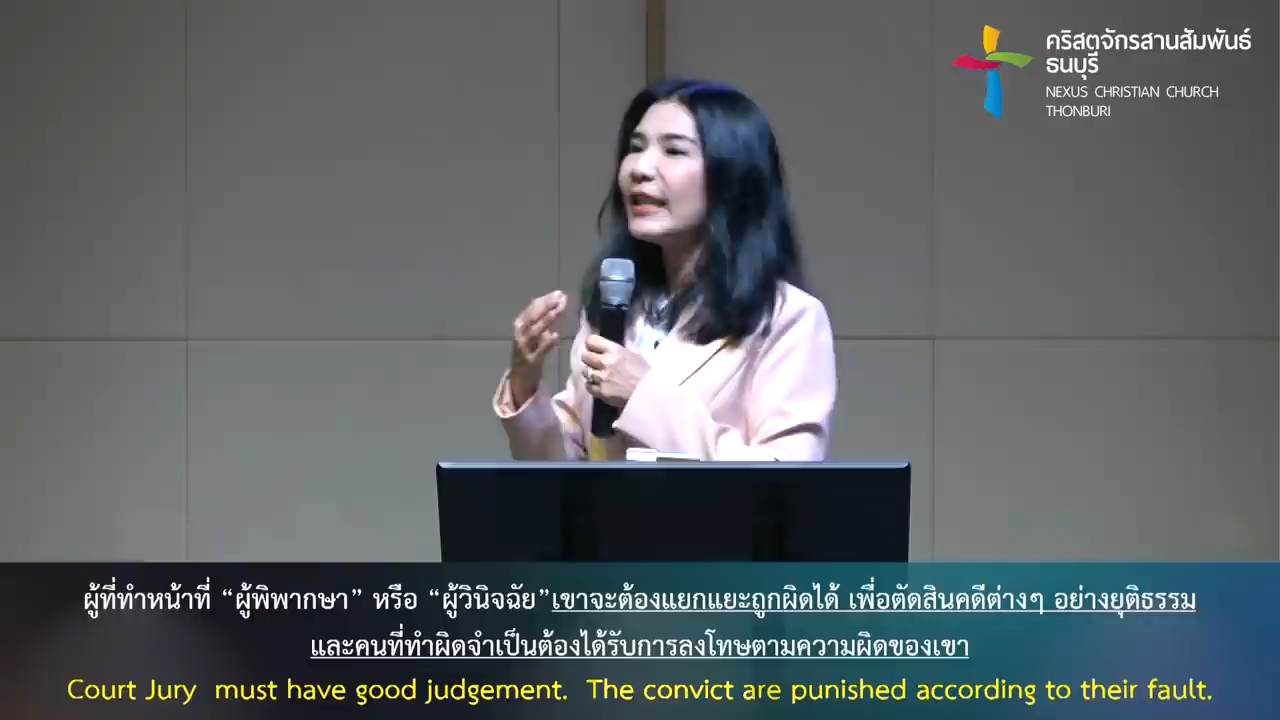 คริสตจักรสานสัมพันธ์
ธนบุรี
NEXUS CHRISTIAN CHURCH
THONBURI
ผู้ที่ทำหน้าที่ “ผู้พิพากษา” หรือ “ผู้วินิจฉัย”เขาจะต้องแยกแยะถูกผิดได้ เพื่อตัดสินคดีต่างๆ อย่างยุติธรรม
และคนที่ทำผิดจำเป็นต้องได้รับการลงโทษตามความผิดของเขา
Court Jury must have good judgement. The convict are punished according to their fault.